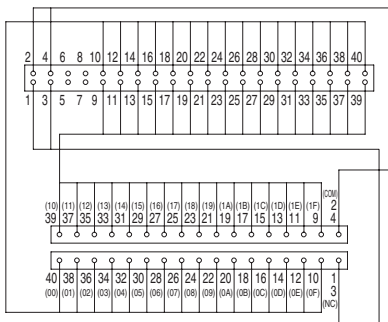 2 4 6 8 10 12 14 16 18 20 22 24 26 28 30 32 34 36 38 40
1 3 5 7 9 11 13 15 17 19 21 23 25 27 29 31 33 35 37 39
(10) (11) (12) (13) (14) (15) (16) (17) (18) (19) (1A) (1B) (1C) (1D) (1E) (1F) (COM)
39 37 35 33 31 29 27 25 23 21 19 17 15 13 11 9 2
4
40 38 36 34 32 30 28 26 24 22 20 18 16 14 12 10 1
(00) (01) (02) (03) (04) (05) (06) (07) (08) (09) (0A) (0B) (0C) (0D) (0E) (0F) 3
(NC)